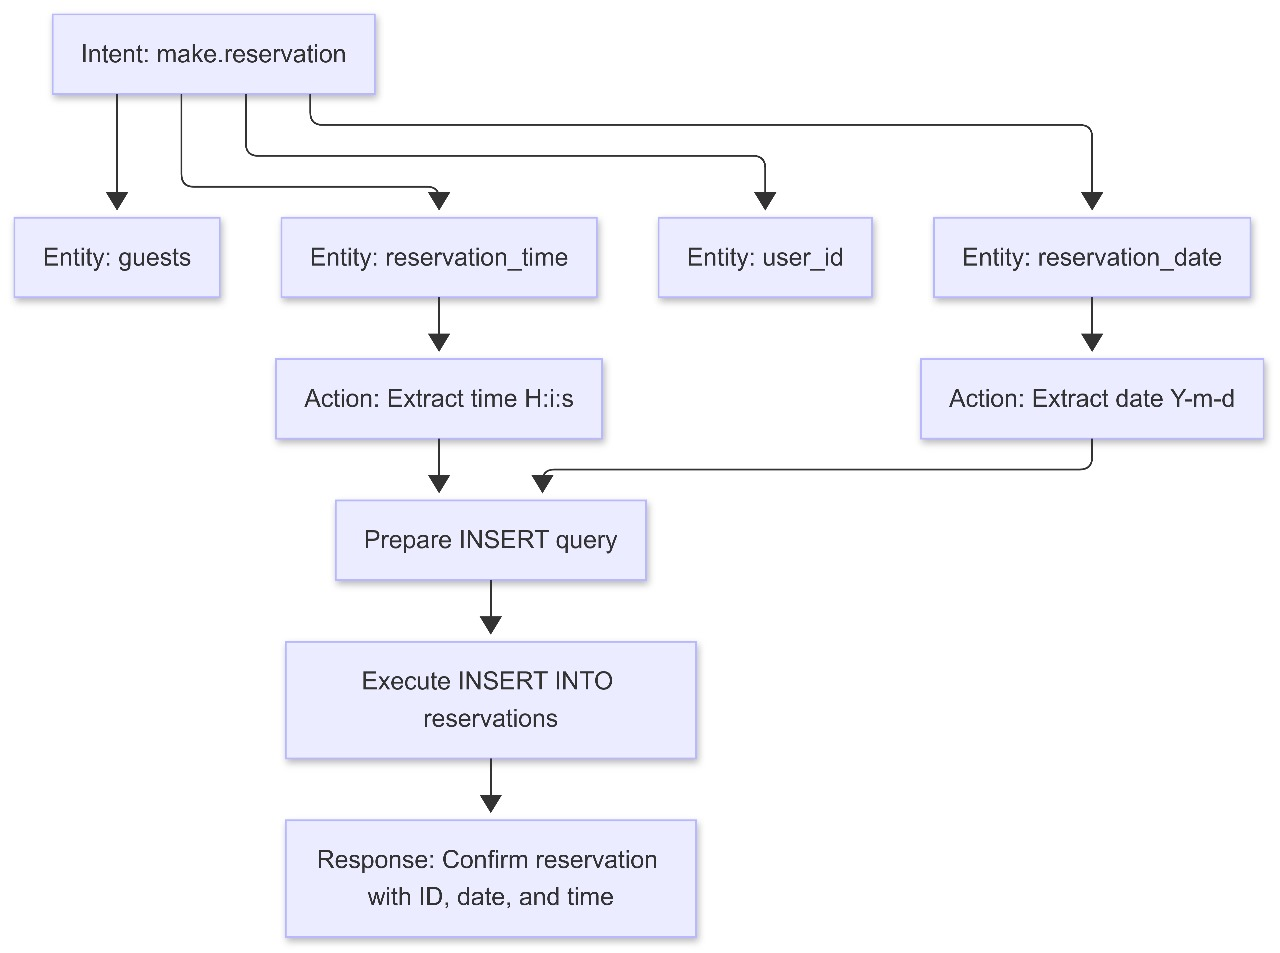 Intent: make.reservation
Entity: guests
Entity: reservation_time
Entity: user_id
Entity: reservation_date
Action: Extract time H:i:s
Action: Extract date Y-m-d
Prepare INSERT query
Execute INSERT INTO
reservations
Response: Confirm reservation
with ID, date, and time